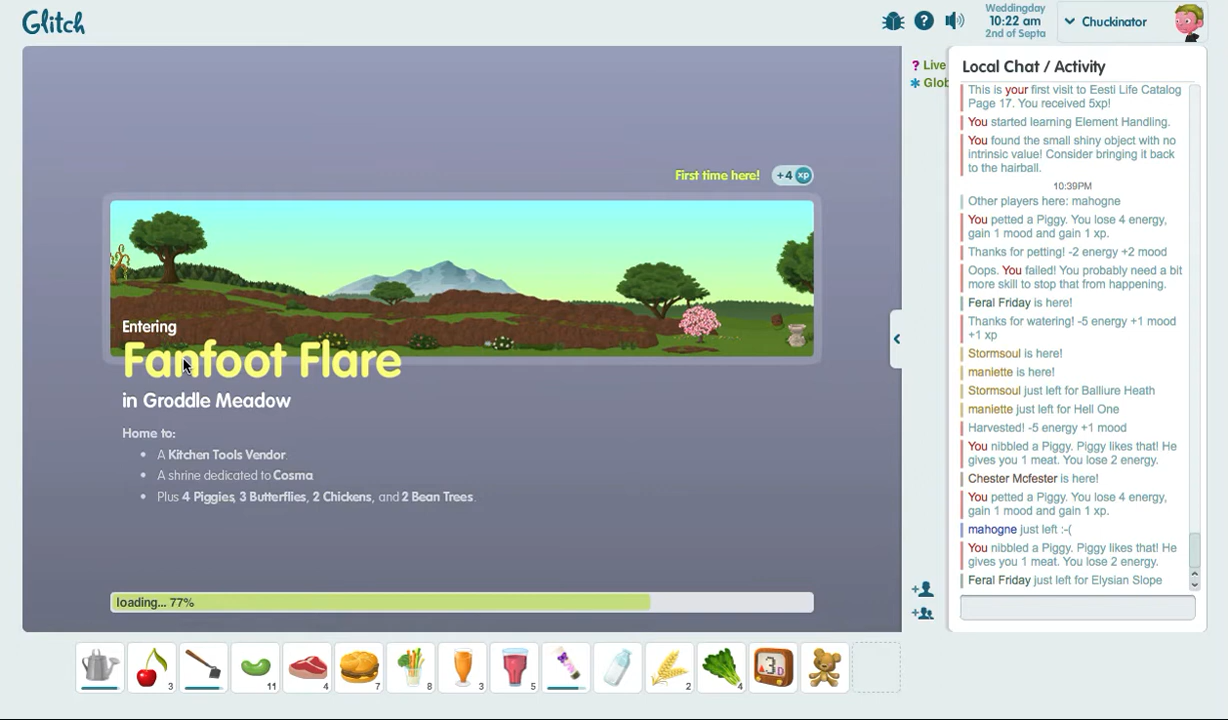 Glitch
Weddingday
10:22 am
2nd of Septa
Chuckinator
? Live
Glob
First time here! +4 xp
Entering
Fanfoot Flare
in Groddle Meadow
Home to:
• A Kitchen Tools Vendor.
• A shrine dedicated to Cosma.
• Plus 4 Piggies, 3 Butterflies, 2 Chickens, and 2 Bean Trees.
loading... 77%
Local Chat / Activity
This is your first visit to Eesti Life Catalog
Page 17. You received 5xp!
You started learning Element Handling.
You found the small shiny object with no
intrinsic value! Consider bringing it back
to the hairball.
10:39PM
Other players here: mahogne
You petted a Piggy. You lose 4 energy,
gain 1 mood and gain 1 xp.
Thanks for petting! -2 energy +2 mood
Oops. You failed! You probably need a bit
more skill to stop that from happening.
Feral Friday is here!
Thanks for watering! -5 energy +1 mood
+1 xp
Stormsoul is here!
maniette is here!
Stormsoul just left for Balliure Heath
maniette just left for Hell One
Harvested! -5 energy +1 mood
You nibbled a Piggy. Piggy likes that! He
gives you 1 meat. You lose 2 energy.
Chester Mcfester is here!
You petted a Piggy. You lose 4 energy,
gain 1 mood and gain 1 xp.
mahogne just left :-(
You nibbled a Piggy. Piggy likes that! He
gives you 1 meat. You lose 2 energy.
Feral Friday just left for Elysian Slope
3 11 4 7 8 3 5 2 4 3 D